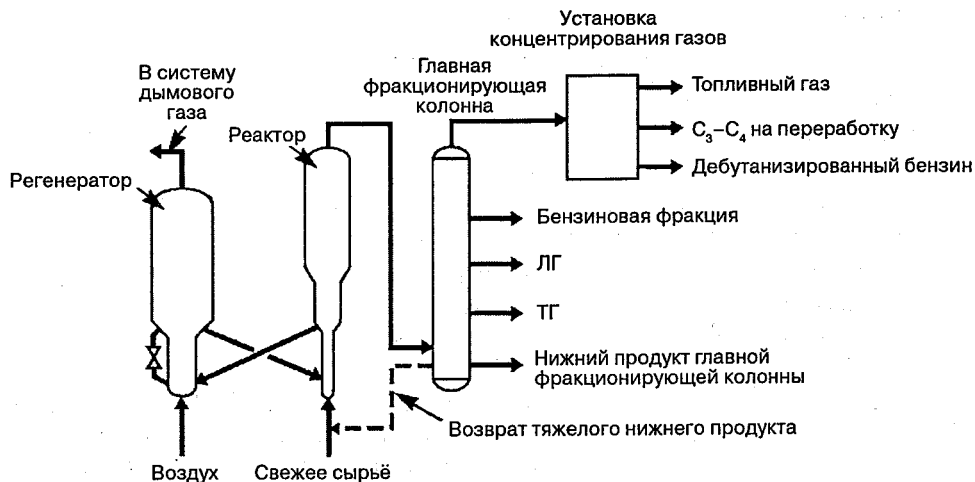 Установка
концентрирования газов
Главная
фракционирующая
колонна
В систему
дымового
газа
Топливный газ
Реактор
C₃–C₄ на переработку
Дебутанизированный бензин
Регенератор
Бензиновая фракция
ЛГ
ТГ
Нижний продукт главной
фракционирующей колонны
Возврат тяжелого нижнего продукта
Воздух
Свежее сырьё